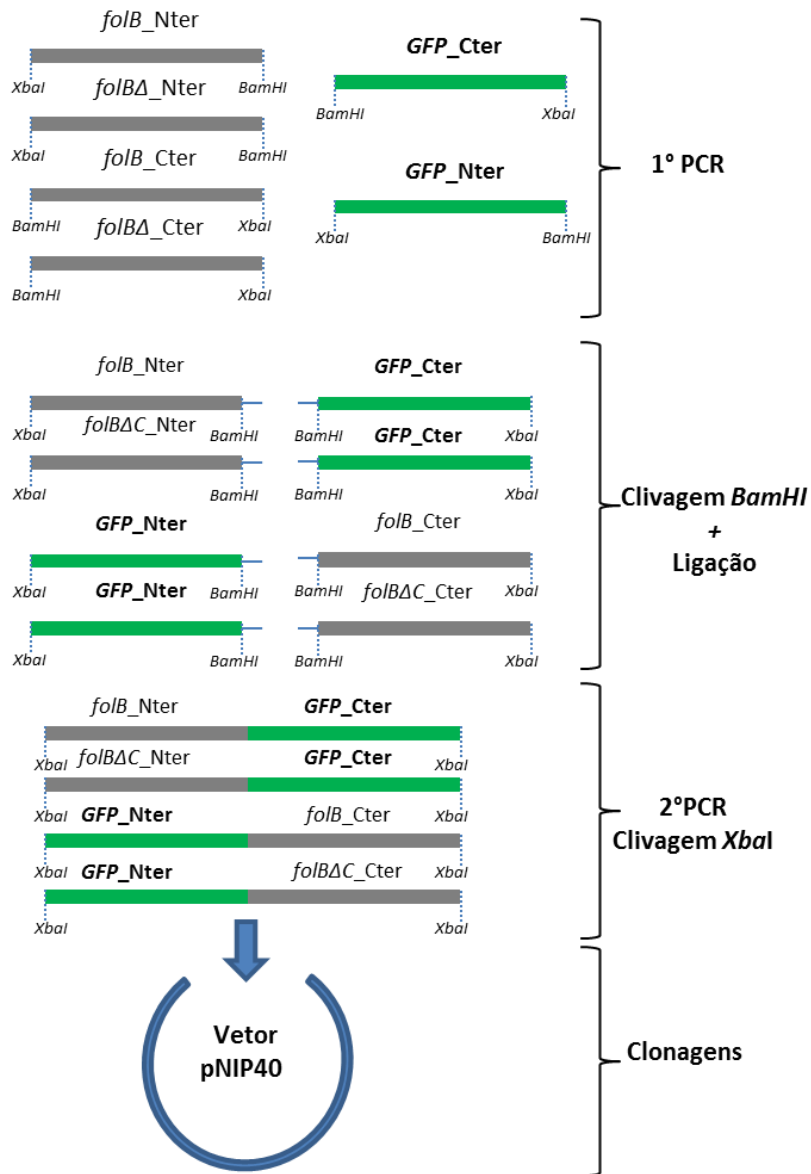 folB_Nter
XbaI
BamHI
folBΔ_Nter
XbaI
BamHI
folB_Cter
BamHI
XbaI
folBΔ_Cter
BamHI
XbaI
GFP_Cter
BamHI
XbaI
GFP_Nter
XbaI
BamHI
1° PCR
folB_Nter
GFP_Cter
XbaI
BamHI
BamHI
XbaI
folBΔC_Nter
GFP_Cter
XbaI
BamHI
BamHI
XbaI
GFP_Nter
folB_Cter
XbaI
BamHI
BamHI
XbaI
GFP_Nter
folBΔC_Cter
XbaI
BamHI
BamHI
XbaI
Clivagem BamHI
+
Ligação
folB_Nter
GFP_Cter
XbaI
XbaI
folBΔC_Nter
GFP_Cter
XbaI
XbaI
GFP_Nter
folB_Cter
XbaI
XbaI
GFP_Nter
folBΔC_Cter
XbaI
XbaI
2°PCR
Clivagem XbaI
Vetor
pNIP40
Clonagens